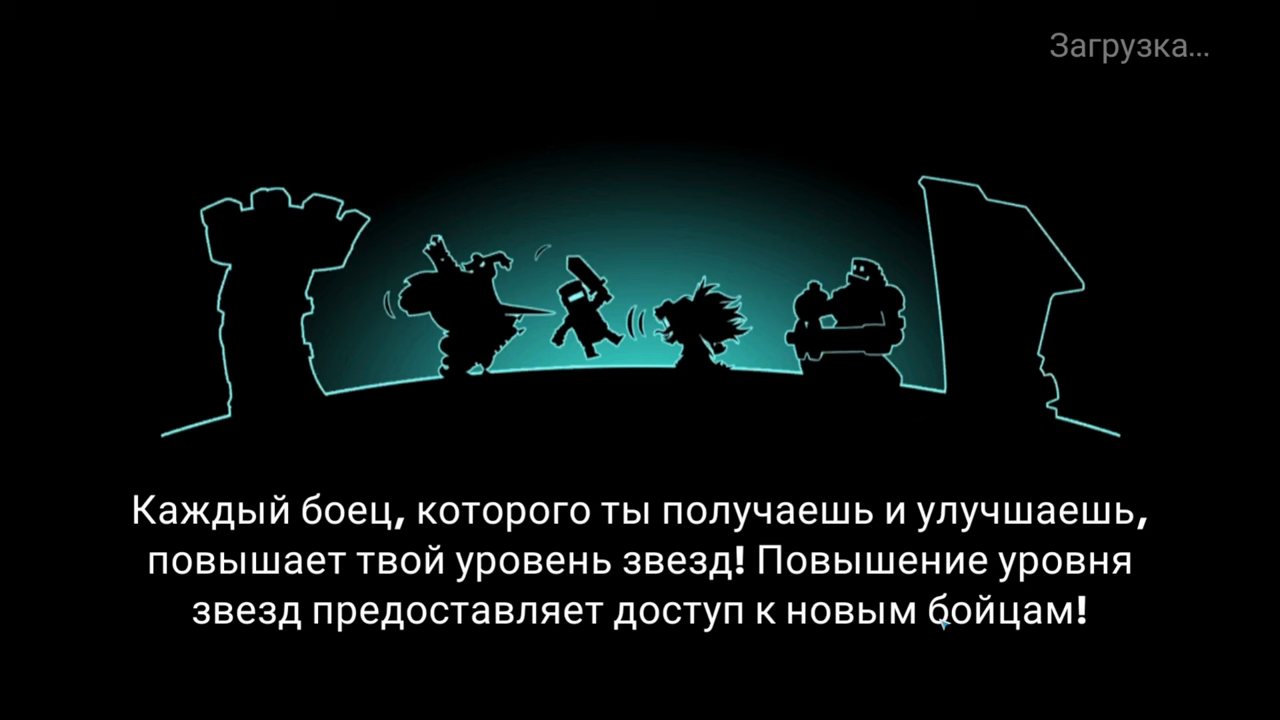 Загрузка...
Каждый боец, которого ты получаешь и улучшаешь,
повышает твой уровень звезд! Повышение уровня
звезд предоставляет доступ к новым бойцам!